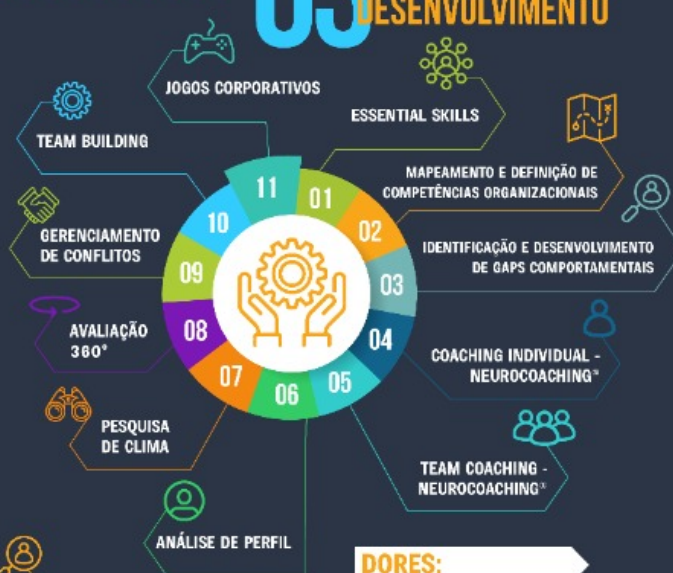 03
DESENVOLVIMENTO
JOGOS CORPORATIVOS
ESSENTIAL SKILLS
TEAM BUILDING
MAPEAMENTO E DEFINIÇÃO DE
COMPETÊNCIAS ORGANIZACIONAIS
GERENCIAMENTO
DE CONFLITOS
IDENTIFICAÇÃO E DESENVOLVIMENTO
DE GAPS COMPORTAMENTAIS
AVALIAÇÃO
360°
COACHING INDIVIDUAL -
NEUROCOACHING®
PESQUISA
DE CLIMA
TEAM COACHING -
NEUROCOACHING®
ANÁLISE DE PERFIL
01
02
03
04
05
06
07
08
09
10
11
DORES: